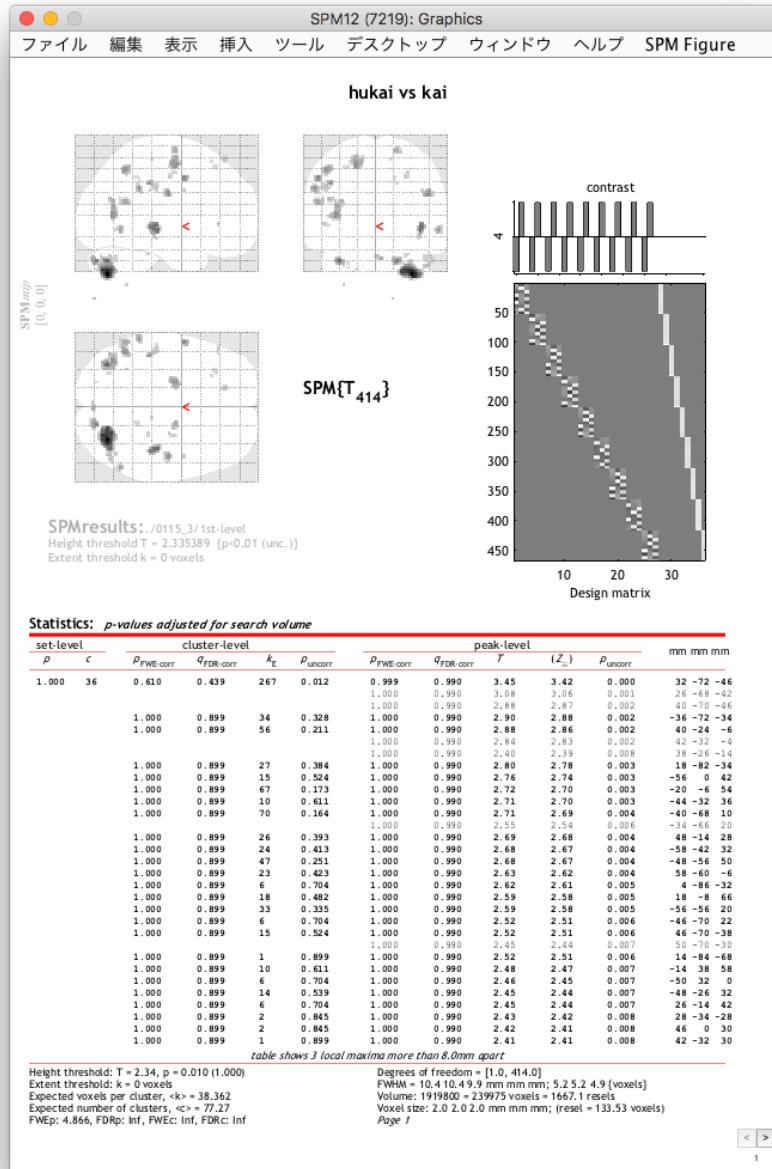 SPM12 (7219): Graphics
ファイル 編集 表示 挿入 ツール デスクトップ ウィンドウ ヘルプ SPM Figure
hukai vs kai
contrast
4
<
<
SPMmip
[0, 0, 0]
50
100
150
200
250
300
350
400
450
<
SPM{T414}
10 20 30
Design matrix
SPMresults: ./0115_3/1st-level
Height threshold T = 2.335389 {p<0.01 (unc.)}
Extent threshold k = 0 voxels
Statistics: p-values adjusted for search volume
set-level cluster-level peak-level mm mm mm
p c pFWE-corr qFDR-corr kE puncorr pFWE-corr qFDR-corr T (Z≡) puncorr
1.000 36 0.610 0.439 267 0.012 0.999 0.990 3.45 3.42 0.000 32 -72 -46
1.000 0.990 3.08 3.06 0.001 26 -68 -42
1.000 0.990 2.88 2.87 0.002 40 -70 -46
1.000 0.899 34 0.328 1.000 0.990 2.90 2.88 0.002 -36 -72 -34
1.000 0.899 56 0.211 1.000 0.990 2.88 2.86 0.002 40 -24 -6
1.000 0.990 2.84 2.83 0.002 42 -32 -4
1.000 0.990 2.40 2.39 0.008 38 -26 -14
1.000 0.899 27 0.384 1.000 0.990 2.80 2.78 0.003 18 -82 -34
1.000 0.899 15 0.524 1.000 0.990 2.76 2.74 0.003 -56 0 42
1.000 0.899 67 0.173 1.000 0.990 2.72 2.70 0.003 -20 -6 54
1.000 0.899 10 0.611 1.000 0.990 2.71 2.70 0.003 -44 -32 36
1.000 0.899 70 0.164 1.000 0.990 2.71 2.69 0.004 -40 -68 10
1.000 0.990 2.55 2.54 0.006 -34 -66 20
1.000 0.899 26 0.393 1.000 0.990 2.69 2.68 0.004 48 -14 28
1.000 0.899 24 0.413 1.000 0.990 2.68 2.67 0.004 -58 -42 32
1.000 0.899 47 0.251 1.000 0.990 2.68 2.67 0.004 -48 -56 50
1.000 0.899 23 0.423 1.000 0.990 2.63 2.62 0.004 58 -60 -6
1.000 0.899 6 0.704 1.000 0.990 2.62 2.61 0.005 4 -86 -32
1.000 0.899 18 0.482 1.000 0.990 2.59 2.58 0.005 18 -8 66
1.000 0.899 33 0.335 1.000 0.990 2.59 2.58 0.005 -56 -56 20
1.000 0.899 6 0.704 1.000 0.990 2.52 2.51 0.006 -46 -70 22
1.000 0.899 15 0.524 1.000 0.990 2.52 2.51 0.006 46 -70 -38
1.000 0.990 2.45 2.44 0.007 50 -70 -30
1.000 0.899 1 0.899 1.000 0.990 2.52 2.51 0.006 14 -84 -68
1.000 0.899 10 0.611 1.000 0.990 2.48 2.47 0.007 -14 38 58
1.000 0.899 6 0.704 1.000 0.990 2.46 2.45 0.007 -50 32 0
1.000 0.899 14 0.539 1.000 0.990 2.45 2.44 0.007 -48 -26 32
1.000 0.899 6 0.704 1.000 0.990 2.45 2.44 0.007 26 -14 42
1.000 0.899 2 0.845 1.000 0.990 2.43 2.42 0.008 28 -34 -28
1.000 0.899 2 0.845 1.000 0.990 2.42 2.41 0.008 46 0 30
1.000 0.899 1 0.899 1.000 0.990 2.41 2.41 0.008 42 -32 30
table shows 3 local maxima more than 8.0mm apart
Height threshold: T = 2.34, p = 0.010 (1.000)
Extent threshold: k = 0 voxels
Expected voxels per cluster, <k> = 38.362
Expected number of clusters, <c> = 77.27
FWEp: 4.866, FDRp: Inf, FWEc: Inf, FDRc: Inf
Degrees of freedom = [1.0, 414.0]
FWHM = 10.4 10.4 9.9 mm mm mm; 5.2 5.2 4.9 {voxels}
Volume: 1919800 = 239975 voxels = 1667.1 resels
Voxel size: 2.0 2.0 2.0 mm mm mm; (resel = 133.53 voxels)
Page 1
< >
1